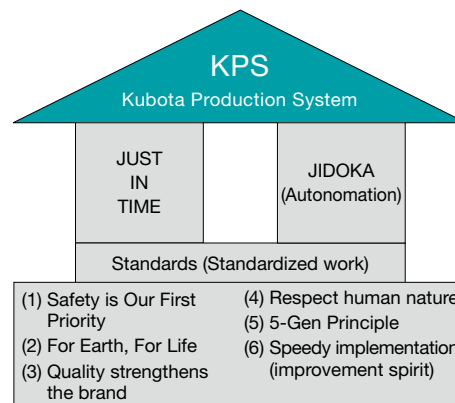 KPS
Kubota Production System
JUST
IN
TIME
JIDOKA
(Autonomation)
Standards (Standardized work)
(1) Safety is Our First
Priority
(2) For Earth, For Life
(3) Quality strengthens
the brand
(4) Respect human nature
(5) 5-Gen Principle
(6) Speedy implementation
(improvement spirit)